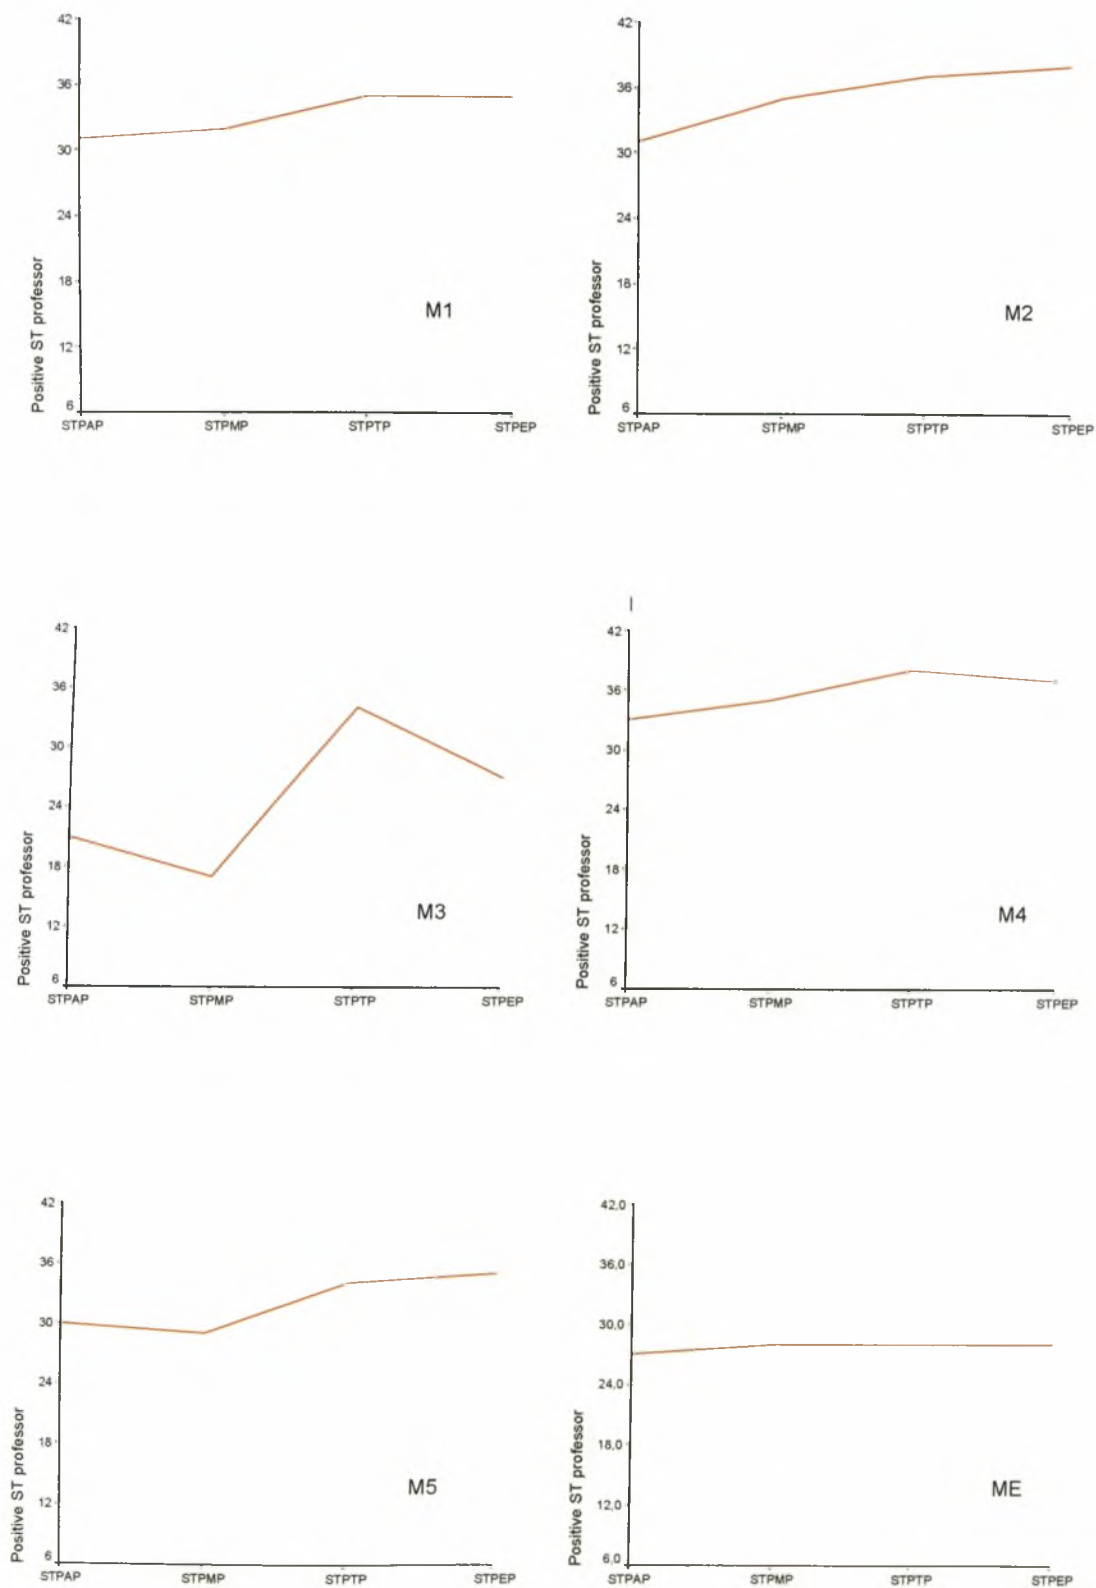 42
36
30
24
18
12
6
Positive ST professor
M1
STPAP STPMP STPTP STPEP
42
36
30
24
18
12
6
Positive ST professor
M2
STPAP STPMP STPTP STPEP
42
36
30
24
18
12
6
Positive ST professor
M3
STPAP STPMP STPTP STPEP
42
36
30
24
18
12
6
Positive ST professor
M4
STPAP STPMP STPTP STPEP
42
36
30
24
18
12
6
Positive ST professor
M5
STPAP STPMP STPTP STPEP
42,0
36,0
30,0
24,0
18,0
12,0
6,0
Positive ST professor
ME
STPAP STPMP STPTP STPEP